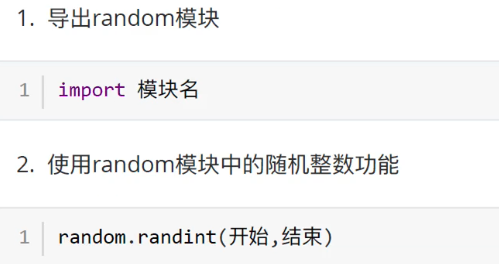 1. 导出random模块
1 import 模块名
2. 使用random模块中的随机整数功能
1 random.randint(开始,结束)